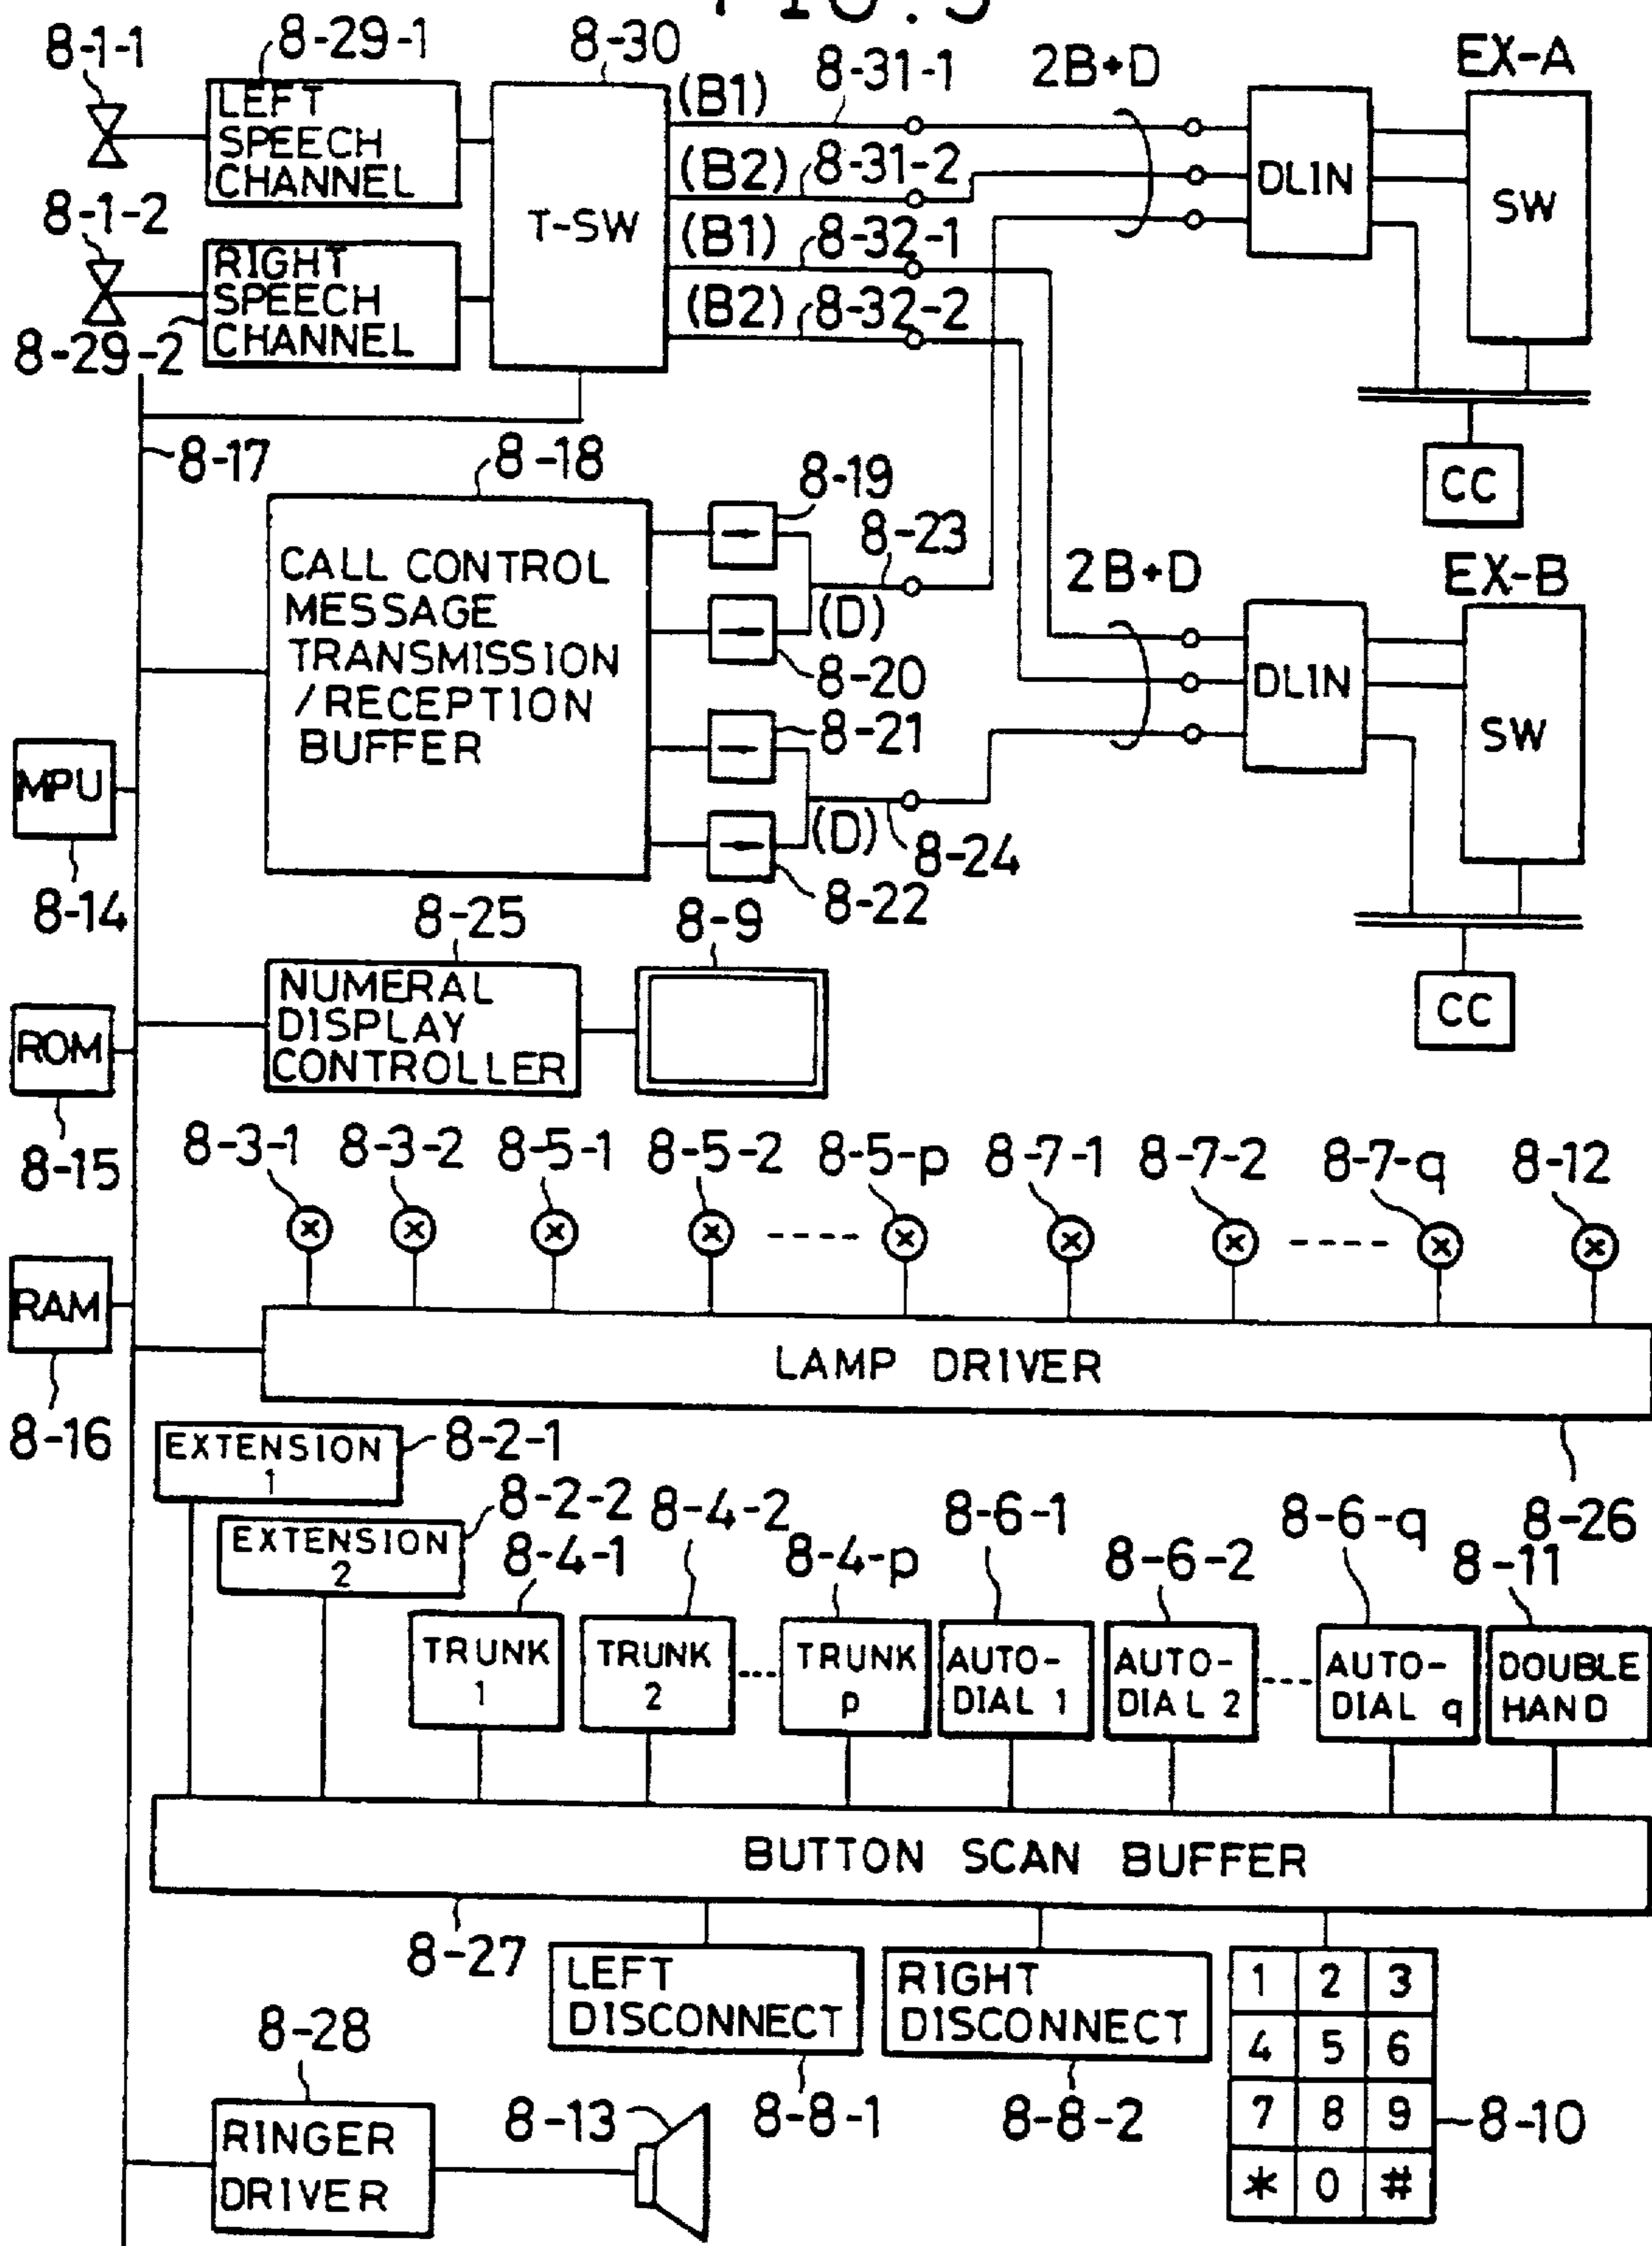 8-1-1
8-29-1
8-30
8-31-1
2B+D
EX-A
LEFT
SPEECH
CHANNEL
(B1)
(B2)
8-31-2
T-SW
DLIN
SW
8-1-2
RIGHT
SPEECH
CHANNEL
(B1)
8-32-1
(B2)
8-32-2
8-29-2
8-17
8-18
8-19
8-23
CC
CALL CONTROL
MESSAGE
TRANSMISSION
/RECEPTION
BUFFER
(D)
8-20
8-21
(D)
8-24
8-22
2B+D
EX-B
DLIN
SW
CC
MPU
8-14
8-25
8-9
NUMERAL
DISPLAY
CONTROLLER
ROM
8-15
8-3-1
8-3-2
8-5-1
8-5-2
8-5-p
8-7-1
8-7-2
8-7-q
8-12
RAM
8-16
LAMP DRIVER
8-26
EXTENSION
1
8-2-1
EXTENSION
2
8-2-2
8-4-1
8-4-2
8-4-p
8-6-1
8-6-2
8-6-q
8-11
TRUNK
1
TRUNK
2
TRUNK
p
AUTO-
DIAL 1
AUTO-
DIAL 2
AUTO-
DIAL q
DOUBLE
HAND
BUTTON SCAN BUFFER
8-27
LEFT
DISCONNECT
8-8-1
RIGHT
DISCONNECT
8-8-2
1 2 3
4 5 6
7 8 9
* 0 #
8-10
8-28
RINGER
DRIVER
8-13